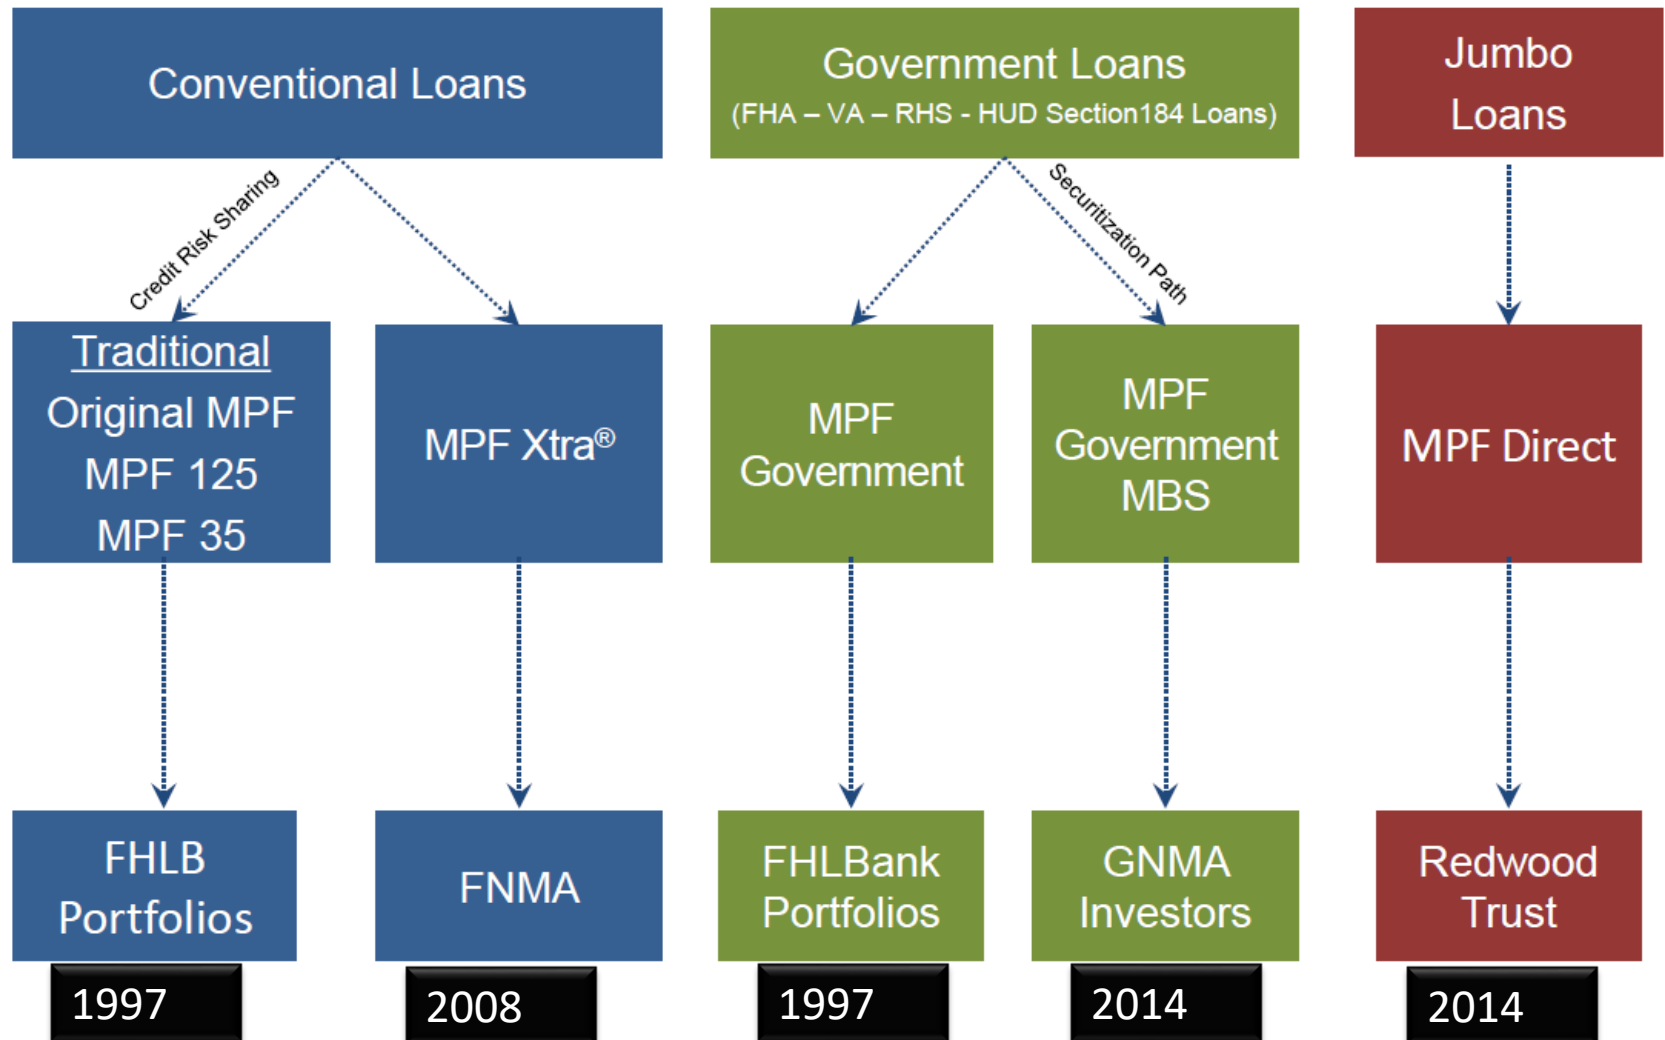 Conventional Loans
Government Loans
(FHA – VA – RHS - HUD Section184 Loans)
Jumbo
Loans
Credit Risk Sharing
Securitization Path
Traditional
Original MPF
MPF 125
MPF 35
MPF Xtra®
MPF
Government
MPF
Government
MBS
MPF Direct
FHLB
Portfolios
FNMA
FHLBank
Portfolios
GNMA
Investors
Redwood
Trust
1997
2008
1997
2014
2014